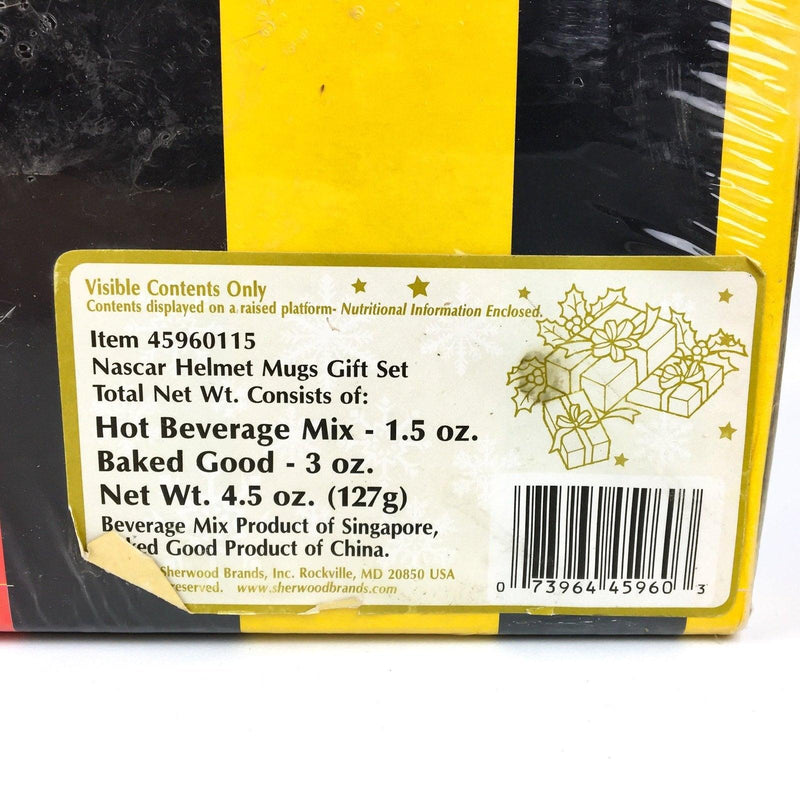 Visible Contents Only
Contents displayed on a raised platform- Nutritional Information Enclosed.
Item 45960115
Nascar Helmet Mugs Gift Set
Total Net Wt. Consists of:
Hot Beverage Mix - 1.5 oz.
Baked Good - 3 oz.
Net Wt. 4.5 oz. (127g)
Beverage Mix Product of Singapore,
Good Product of China.
Sherwood Brands, Inc. Rockville, MD 20850 USA
www.sherwoodbrands.com
0 73964 45960 3